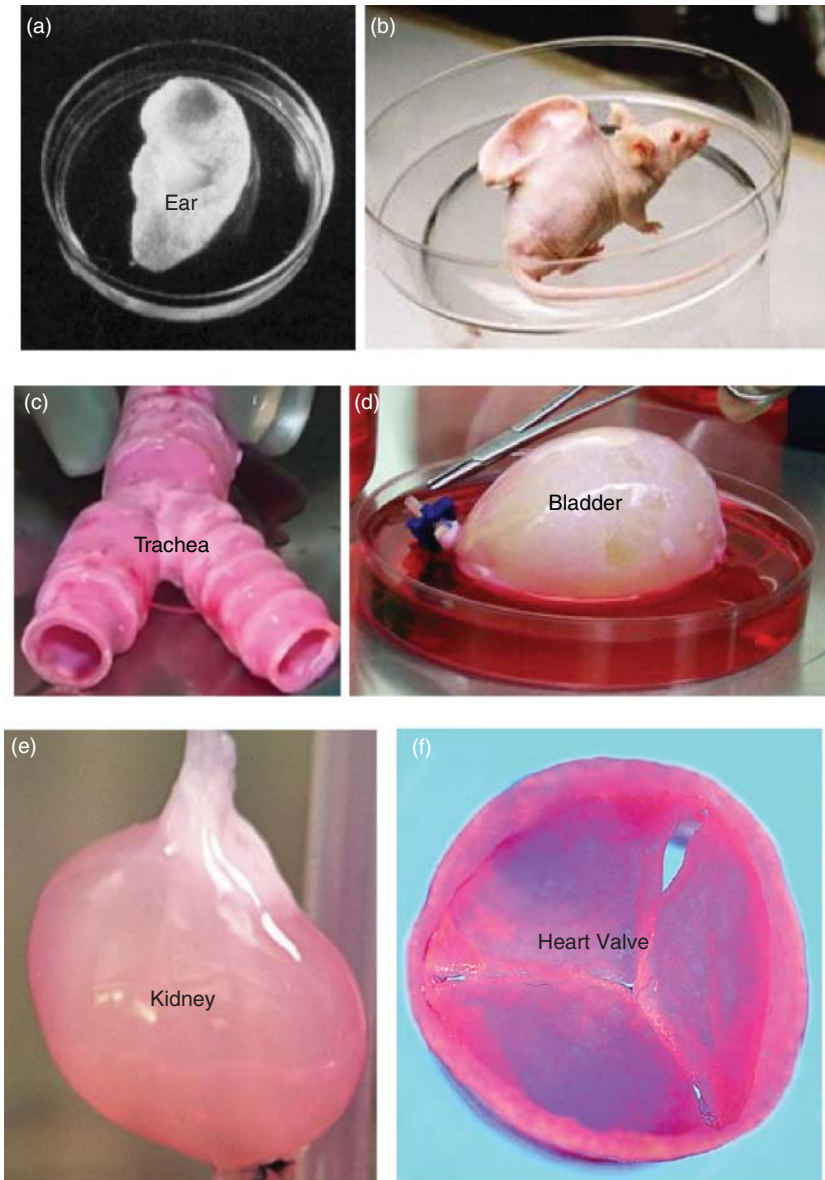 (a)
Ear
(b)
(c)
Trachea
(d)
Bladder
(e)
Kidney
(f)
Heart Valve